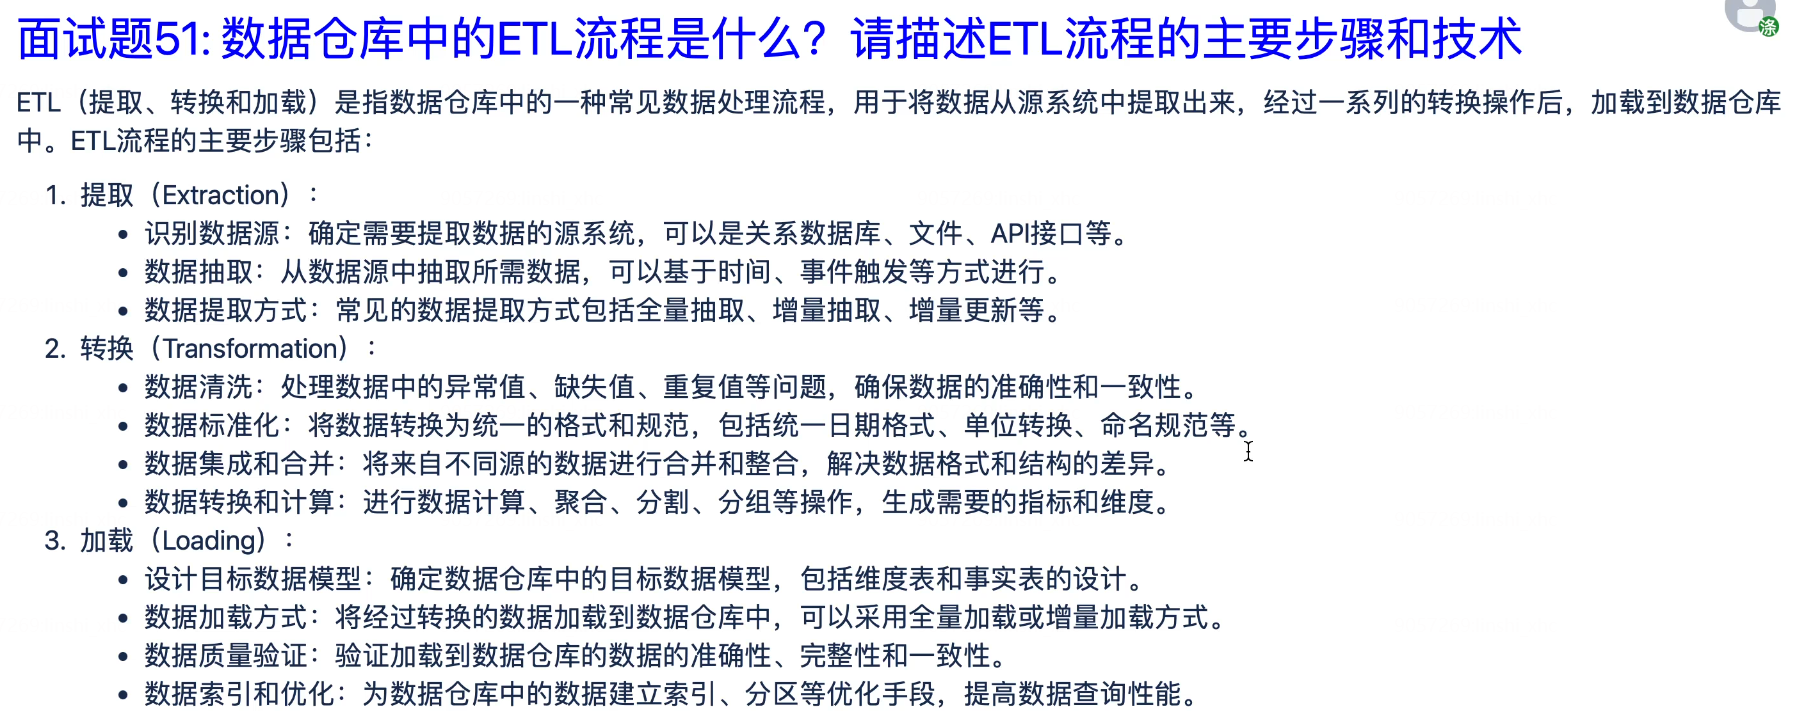 面试题51: 数据仓库中的ETL流程是什么？请描述ETL流程的主要步骤和技术
涤
ETL（提取、转换和加载）是指数据仓库中的一种常见数据处理流程，用于将数据从源系统中提取出来，经过一系列的转换操作后，加载到数据仓库
中。ETL流程的主要步骤包括：
1. 提取（Extraction）：
• 识别数据源：确定需要提取数据的源系统，可以是关系数据库、文件、API接口等。
• 数据抽取：从数据源中抽取所需数据，可以基于时间、事件触发等方式进行。
• 数据提取方式：常见的数据提取方式包括全量抽取、增量抽取、增量更新等。
2. 转换（Transformation）：
• 数据清洗：处理数据中的异常值、缺失值、重复值等问题，确保数据的准确性和一致性。
• 数据标准化：将数据转换为统一的格式和规范，包括统一日期格式、单位转换、命名规范等。
• 数据集成和合并：将来自不同源的数据进行合并和整合，解决数据格式和结构的差异。
• 数据转换和计算：进行数据计算、聚合、分割、分组等操作，生成需要的指标和维度。
3. 加载（Loading）：
• 设计目标数据模型：确定数据仓库中的目标数据模型，包括维度表和事实表的设计。
• 数据加载方式：将经过转换的数据加载到数据仓库中，可以采用全量加载或增量加载方式。
• 数据质量验证：验证加载到数据仓库的数据的准确性、完整性和一致性。
• 数据索引和优化：为数据仓库中的数据建立索引、分区等优化手段，提高数据查询性能。